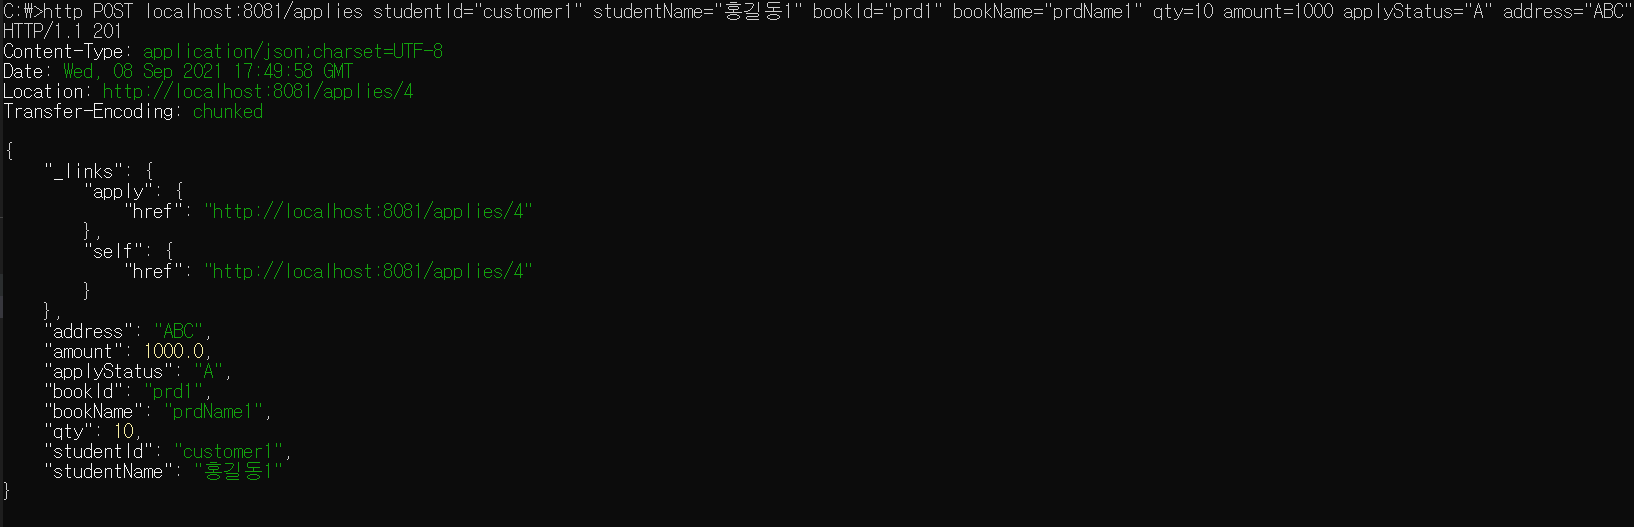 C:\>http POST localhost:8081/applies studentId="customer1" studentName="홍길동1" bookId="prd1" bookName="prdName1" qty=10 amount=1000 applyStatus="A" address="ABC"
HTTP/1.1 201
Content-Type: application/json;charset=UTF-8
Date: Wed, 08 Sep 2021 17:49:58 GMT
Location: http://localhost:8081/applies/4
Transfer-Encoding: chunked
{
    "_links": {
        "apply": {
            "href": "http://localhost:8081/applies/4"
        },
        "self": {
            "href": "http://localhost:8081/applies/4"
        }
    },
    "address": "ABC",
    "amount": 1000.0,
    "applyStatus": "A",
    "bookId": "prd1",
    "bookName": "prdName1",
    "qty": 10,
    "studentId": "customer1",
    "studentName": "홍길동1"
}